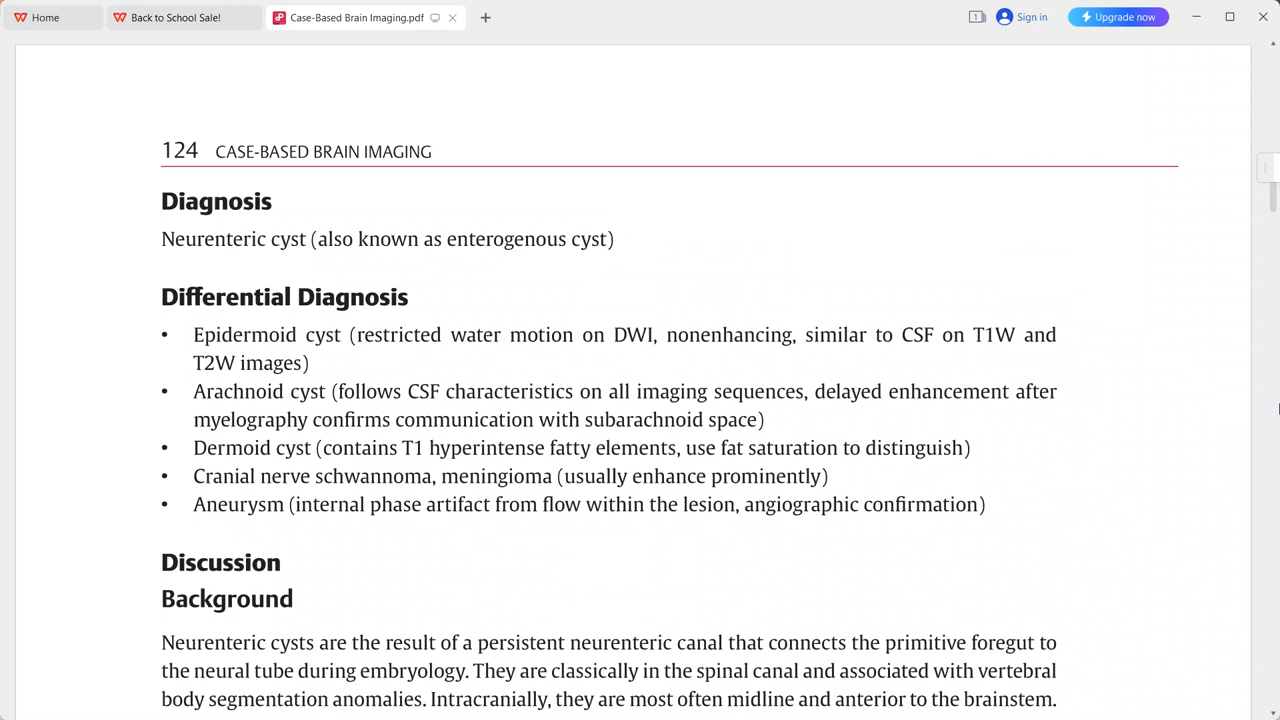 Home
Back to School Sale!
Case-Based Brain Imaging.pdf
1
Sign in
Upgrade now
124 CASE-BASED BRAIN IMAGING
Diagnosis
Neurenteric cyst (also known as enterogenous cyst)
Differential Diagnosis
• Epidermoid cyst (restricted water motion on DWI, nonenhancing, similar to CSF on T1W and
T2W images)
• Arachnoid cyst (follows CSF characteristics on all imaging sequences, delayed enhancement after
myelography confirms communication with subarachnoid space)
• Dermoid cyst (contains T1 hyperintense fatty elements, use fat saturation to distinguish)
• Cranial nerve schwannoma, meningioma (usually enhance prominently)
• Aneurysm (internal phase artifact from flow within the lesion, angiographic confirmation)
Discussion
Background
Neurenteric cysts are the result of a persistent neurenteric canal that connects the primitive foregut to
the neural tube during embryology. They are classically in the spinal canal and associated with vertebral
body segmentation anomalies. Intracranially, they are most often midline and anterior to the brainstem.